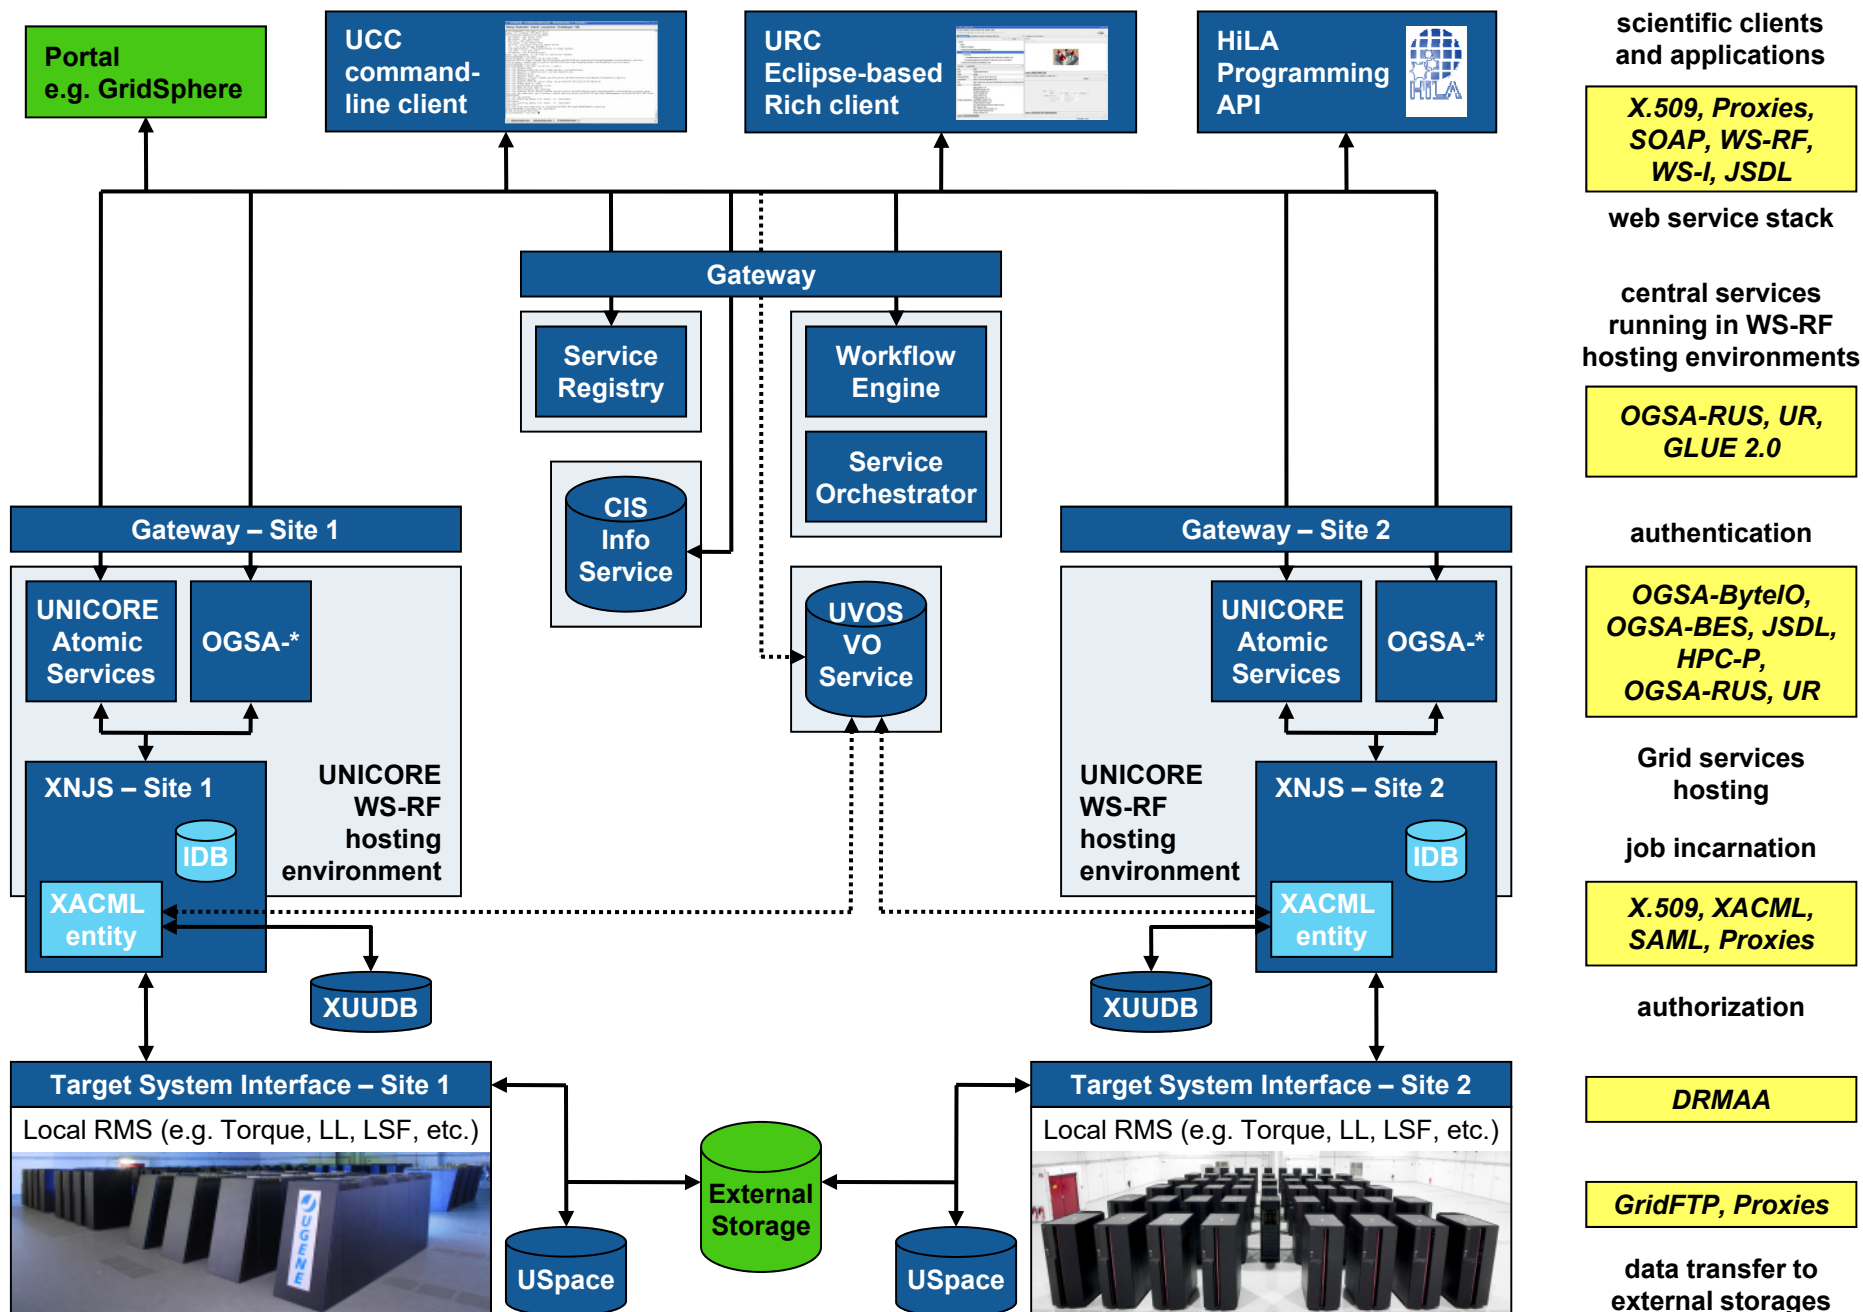 Portal
e.g. GridSphere
UCC
command-
line client
URC
Eclipse-based
Rich client
HiLA
Programming
API
HiLA
scientific clients
and applications
X.509, Proxies,
SOAP, WS-RF,
WS-I, JSDL
web service stack
Gateway
central services
running in WS-RF
hosting environments
Service
Registry
Workflow
Engine
OGSA-RUS, UR,
GLUE 2.0
Service
Orchestrator
CIS
Info
Service
Gateway – Site 1
Gateway – Site 2
authentication
UNICORE
Atomic
Services
OGSA-*
UVOS
VO
Service
UNICORE
Atomic
Services
OGSA-*
OGSA-ByteIO,
OGSA-BES, JSDL,
HPC-P,
OGSA-RUS, UR
XNJS – Site 1
IDB
UNICORE
WS-RF
hosting
environment
UNICORE
WS-RF
hosting
environment
XNJS – Site 2
IDB
Grid services
hosting
job incarnation
XACML
entity
XACML
entity
X.509, XACML,
SAML, Proxies
XUUDB
XUUDB
authorization
Target System Interface – Site 1
Local RMS (e.g. Torque, LL, LSF, etc.)
Target System Interface – Site 2
Local RMS (e.g. Torque, LL, LSF, etc.)
DRMAA
JUGENE
USpace
External
Storage
USpace
GridFTP, Proxies
data transfer to
external storages